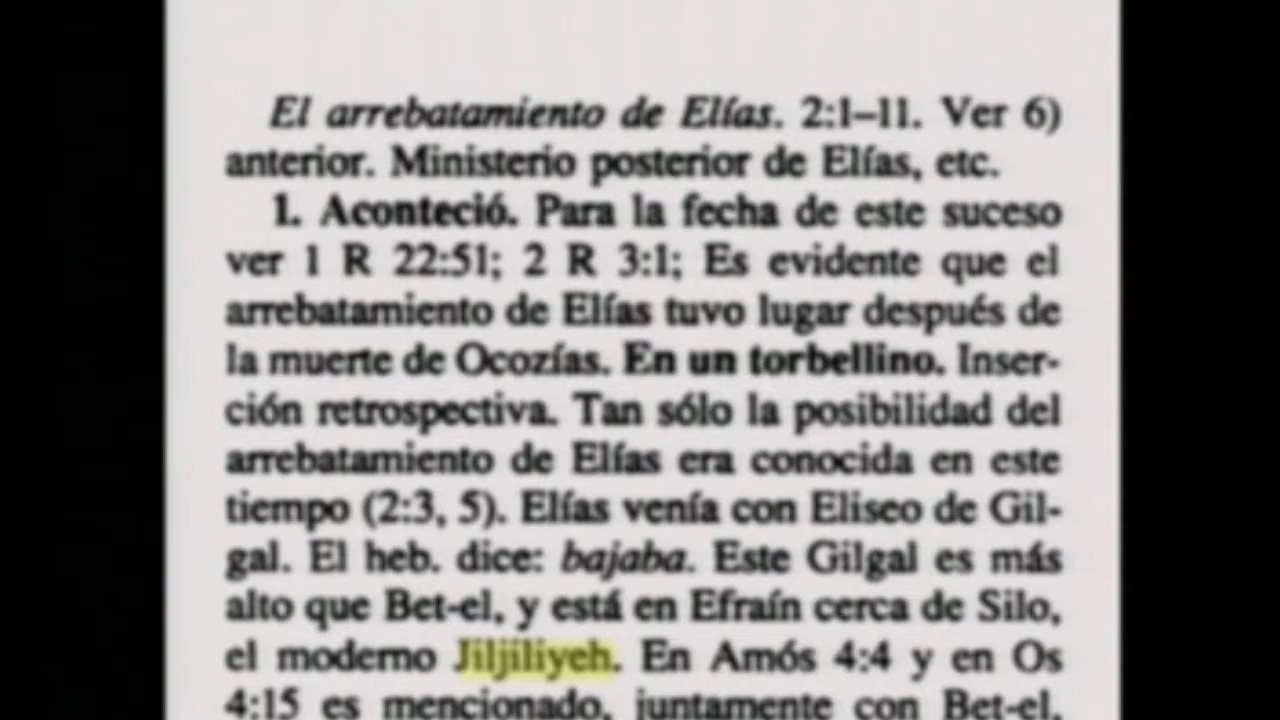 El arrebatamiento de Elías. 2:1–11. Ver 6)
anterior. Ministerio posterior de Elías, etc.
1. Aconteció. Para la fecha de este suceso
ver 1 R 22:51; 2 R 3:1; Es evidente que el
arrebatamiento de Elías tuvo lugar después de
la muerte de Ocozías. En un torbellino. Inser-
ción retrospectiva. Tan sólo la posibilidad del
arrebatamiento de Elías era conocida en este
tiempo (2:3, 5). Elías venía con Eliseo de Gil-
gal. El heb. dice: bajaba. Este Gilgal es más
alto que Bet-el, y está en Efraín cerca de Silo,
el moderno Jiljiliyeh. En Amós 4:4 y en Os
4:15 es mencionado, juntamente con Bet-el,